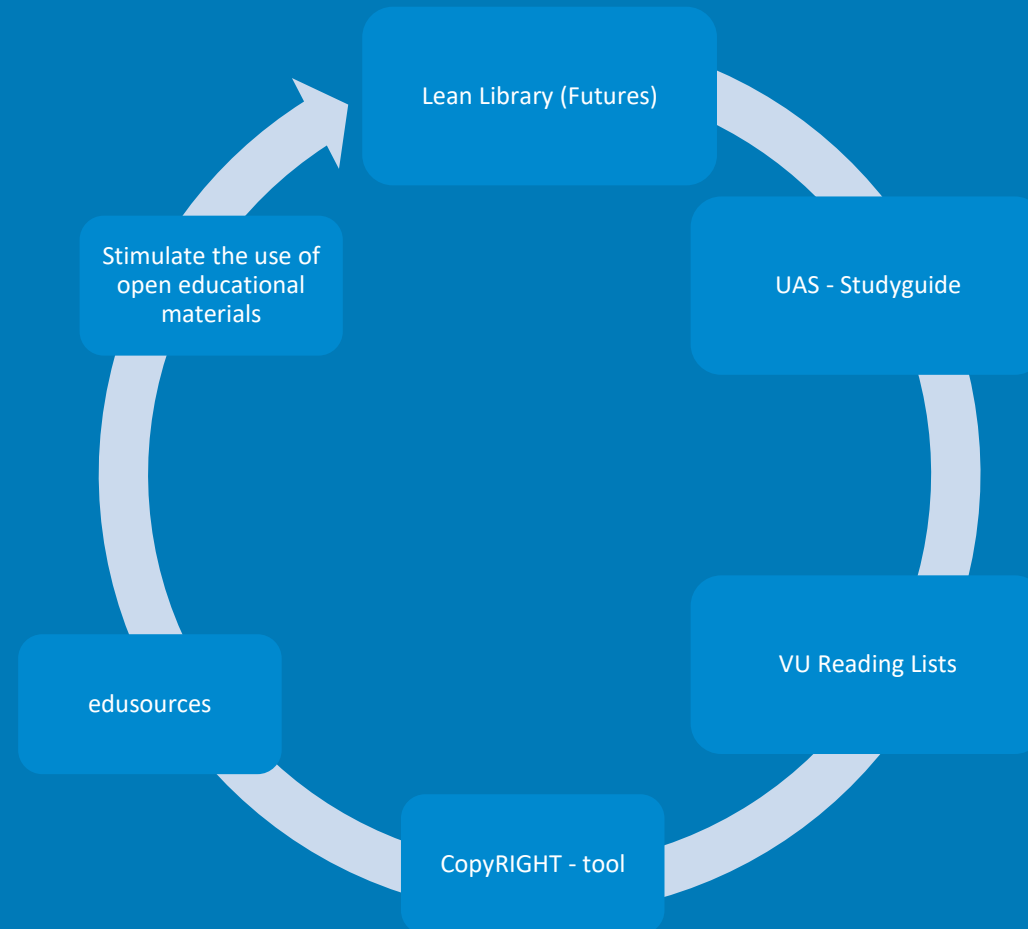 Lean Library (Futures)
UAS - Studyguide
VU Reading Lists
CopyRIGHT - tool
edusources
Stimulate the use of
open educational
materials